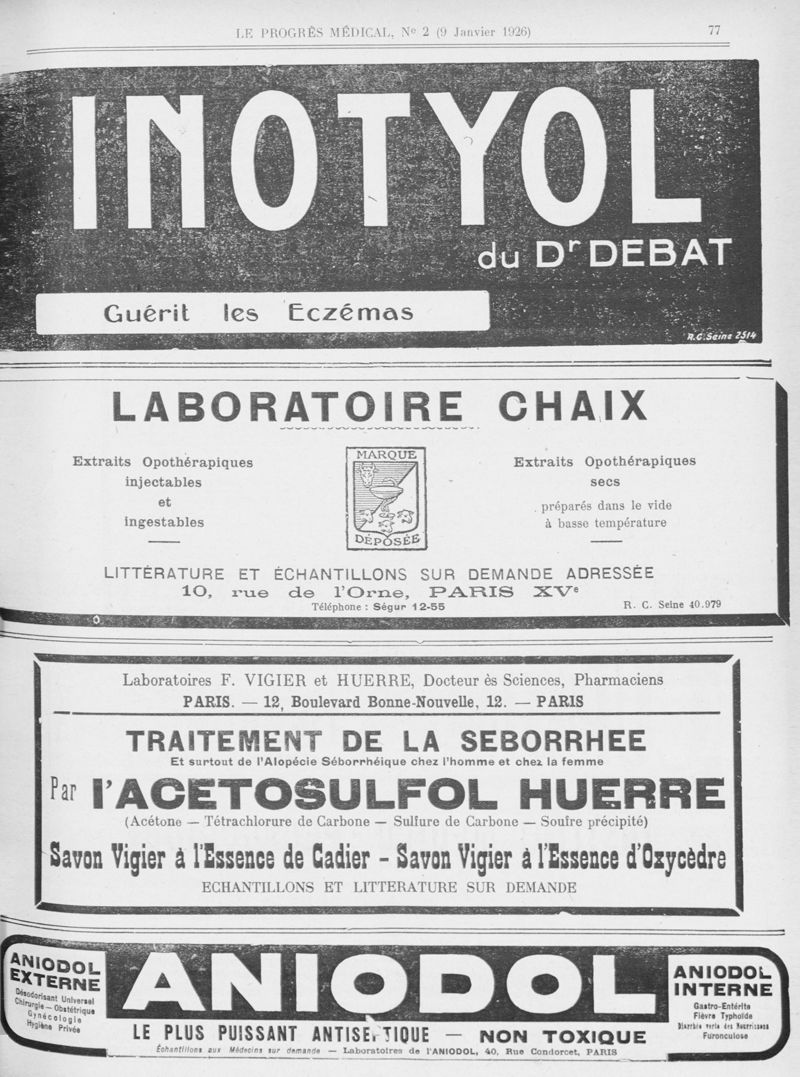 LE PROGRÈS MÉDICAL, No 2 (9 Janvier 1926)
77
INOTYOL
du Dr DEBAT
Guérit les Eczémas
R.C. Seine 2514
LABORATOIRE CHAIX
Extraits Opothérapiques
injectables
et
ingestables
MARQUE
DÉPOSÉE
Extraits Opothérapiques
secs
préparés dans le vide
à basse température
LITTÉRATURE ET ÉCHANTILLONS SUR DEMANDE ADRESSÉE
10, rue de l'Orne, PARIS XVe
Téléphone : Ségur 12-55
R. C. Seine 40.979
Laboratoires F. VIGIER et HUERRE, Docteur ès Sciences, Pharmaciens
PARIS. — 12, Boulevard Bonne-Nouvelle, 12. — PARIS
TRAITEMENT DE LA SEBORRHEE
Et surtout de l'Alopécie Séborrhéique chez l'homme et chez la femme
Par l'ACETOSULFOL HUERRE
(Acétone — Tétrachlorure de Carbone — Sulfure de Carbone — Soufre précipité)
Savon Vigier à l'Essence de Cadier - Savon Vigier à l'Essence d'Oxycèdre
ECHANTILLONS ET LITTERATURE SUR DEMANDE
ANIODOL
EXTERNE
Désodorisant Universel
Chirurgie — Obstétrique
Gynécologie
Hygiène Privée
ANIODOL
ANIODOL
INTERNE
Gastro-Entérite
Fièvre Typhoïde
Diarrhée verte des Nourrissons
Furonculose
LE PLUS PUISSANT ANTISEPTIQUE — NON TOXIQUE
Échantillons aux Médecins sur demande — Laboratoires de l'ANIODOL, 40, Rue Condorcet, PARIS